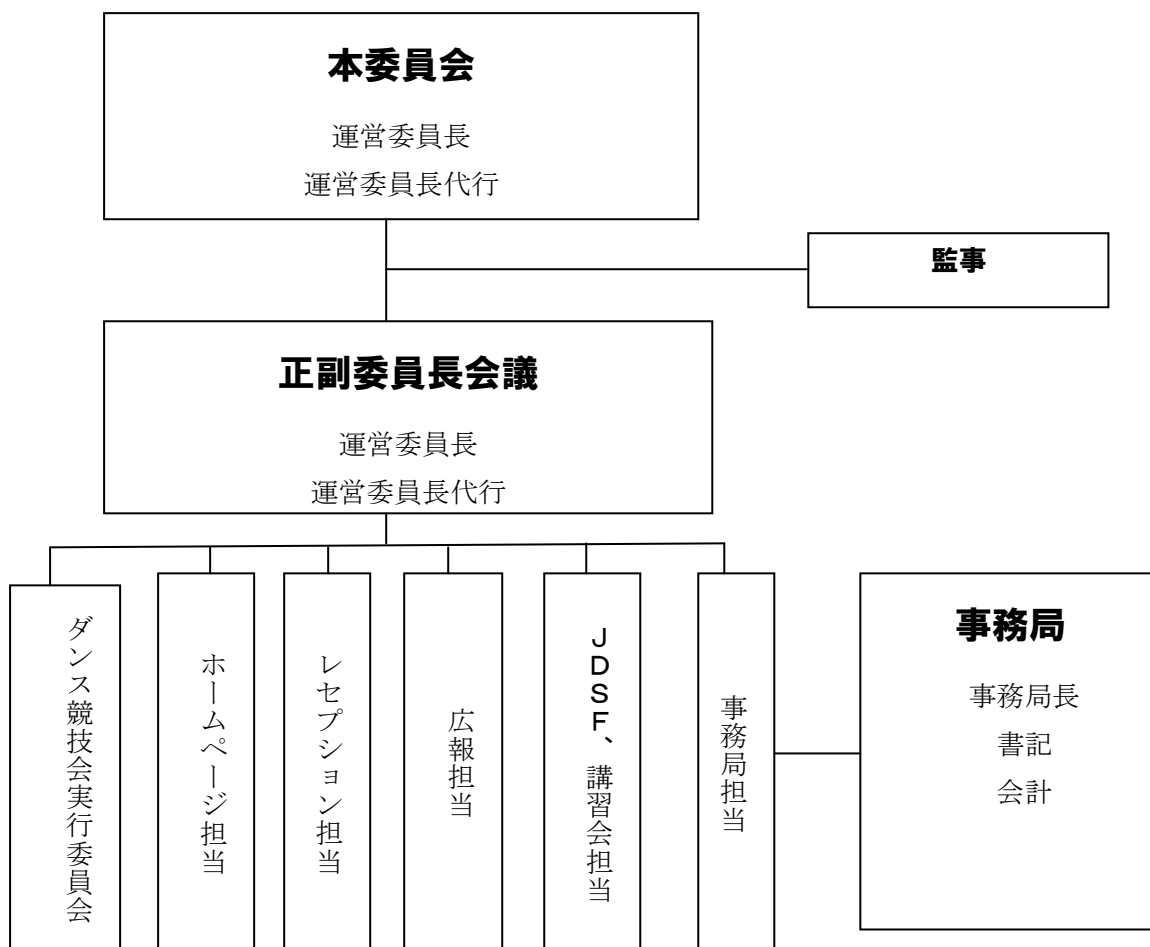 本委員会
運営委員長
運営委員長代行
監事
正副委員長会議
運営委員長
運営委員長代行
ダンス競技会実行委員会
ホームページ担当
レセプション担当
広報担当
JDSF、講習会担当
事務局担当
事務局
事務局長
書記
会計